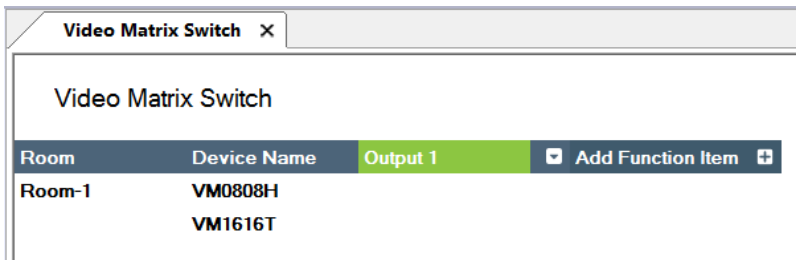 Video Matrix Switch
Video Matrix Switch
Room Device Name Output 1 Add Function Item
Room-1 VM0808H
VM1616T